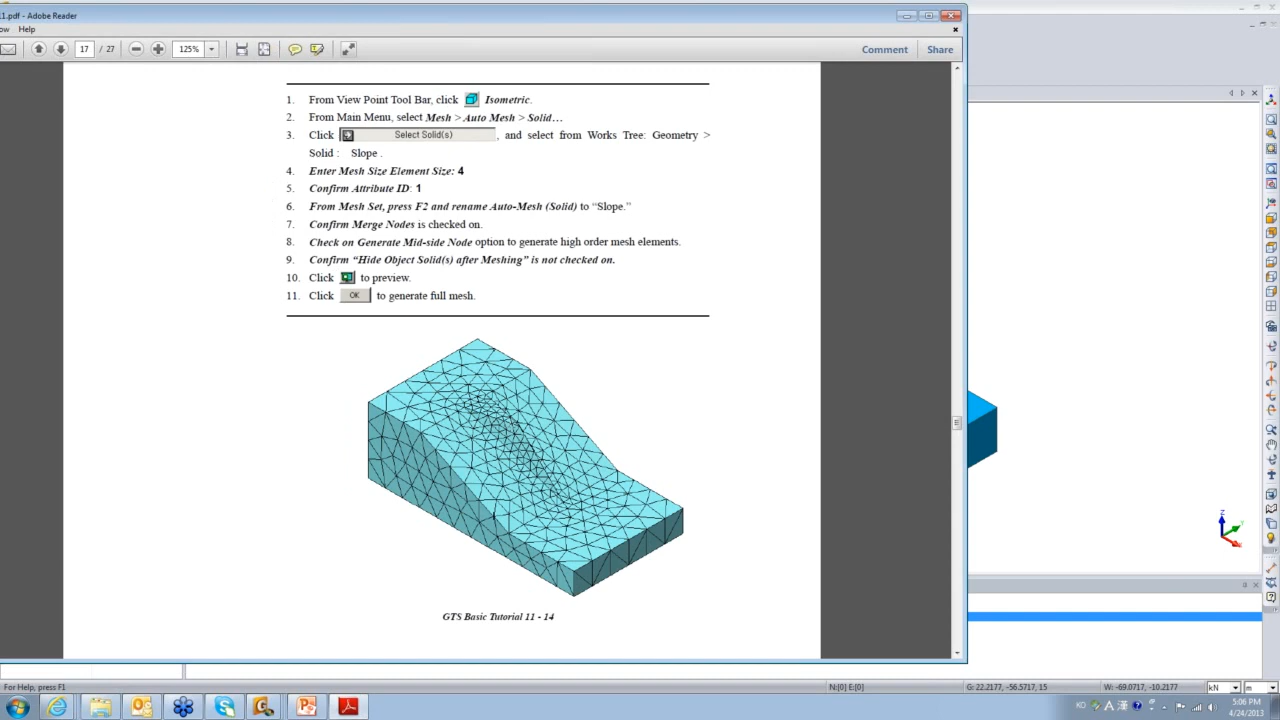 1.pdf - Adobe Reader
ow Help
17 / 27 125% Comment Share
1. From View Point Tool Bar, click Isometric.
2. From Main Menu, select Mesh > Auto Mesh > Solid…
3. Click Select Solid(s) , and select from Works Tree: Geometry >
Solid : Slope .
4. Enter Mesh Size Element Size: 4
5. Confirm Attribute ID: 1
6. From Mesh Set, press F2 and rename Auto-Mesh (Solid) to “Slope.”
7. Confirm Merge Nodes is checked on.
8. Check on Generate Mid-side Node option to generate high order mesh elements.
9. Confirm “Hide Object Solid(s) after Meshing” is not checked on.
10. Click to preview.
11. Click OK to generate full mesh.
GTS Basic Tutorial 11 - 14
Z
Y
For Help, press F1 N:[0] E:[0] G: 22.2177, -56.5717, 15 W: -69.0717, -10.2177 kN m
KO A 漢 5:06 PM
4/24/2013